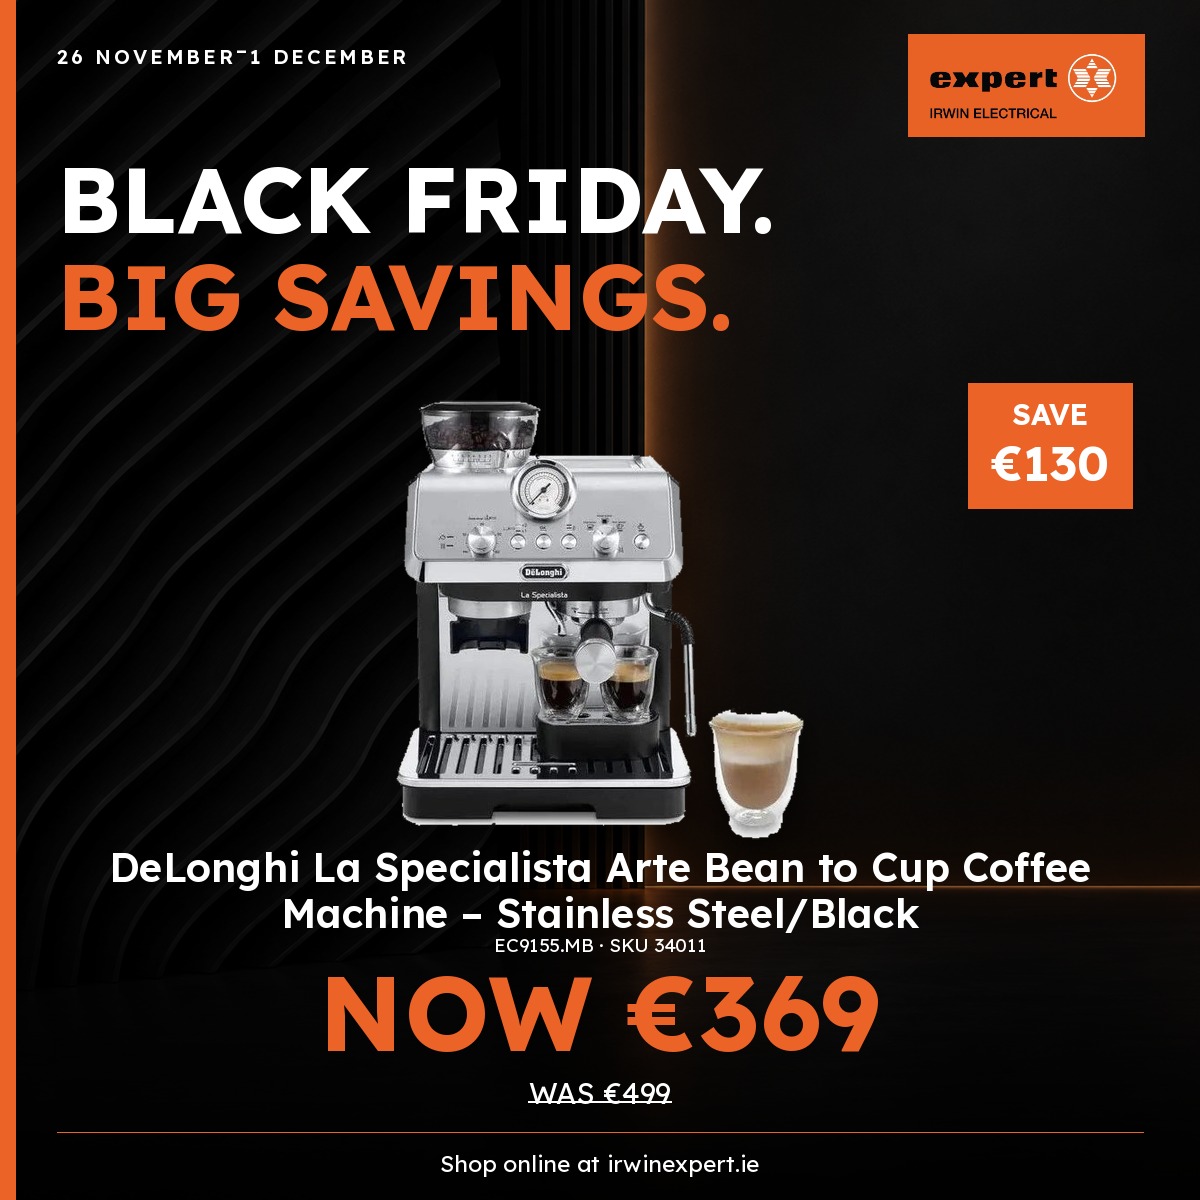 26 NOVEMBER–1 DECEMBER
expert
IRWIN ELECTRICAL
BLACK FRIDAY.
BIG SAVINGS.
SAVE
€130
DeLonghi
La Specialista
DeLonghi La Specialista Arte Bean to Cup Coffee
Machine – Stainless Steel/Black
EC9155.MB · SKU 34011
NOW €369
WAS €499
Shop online at irwinexpert.ie